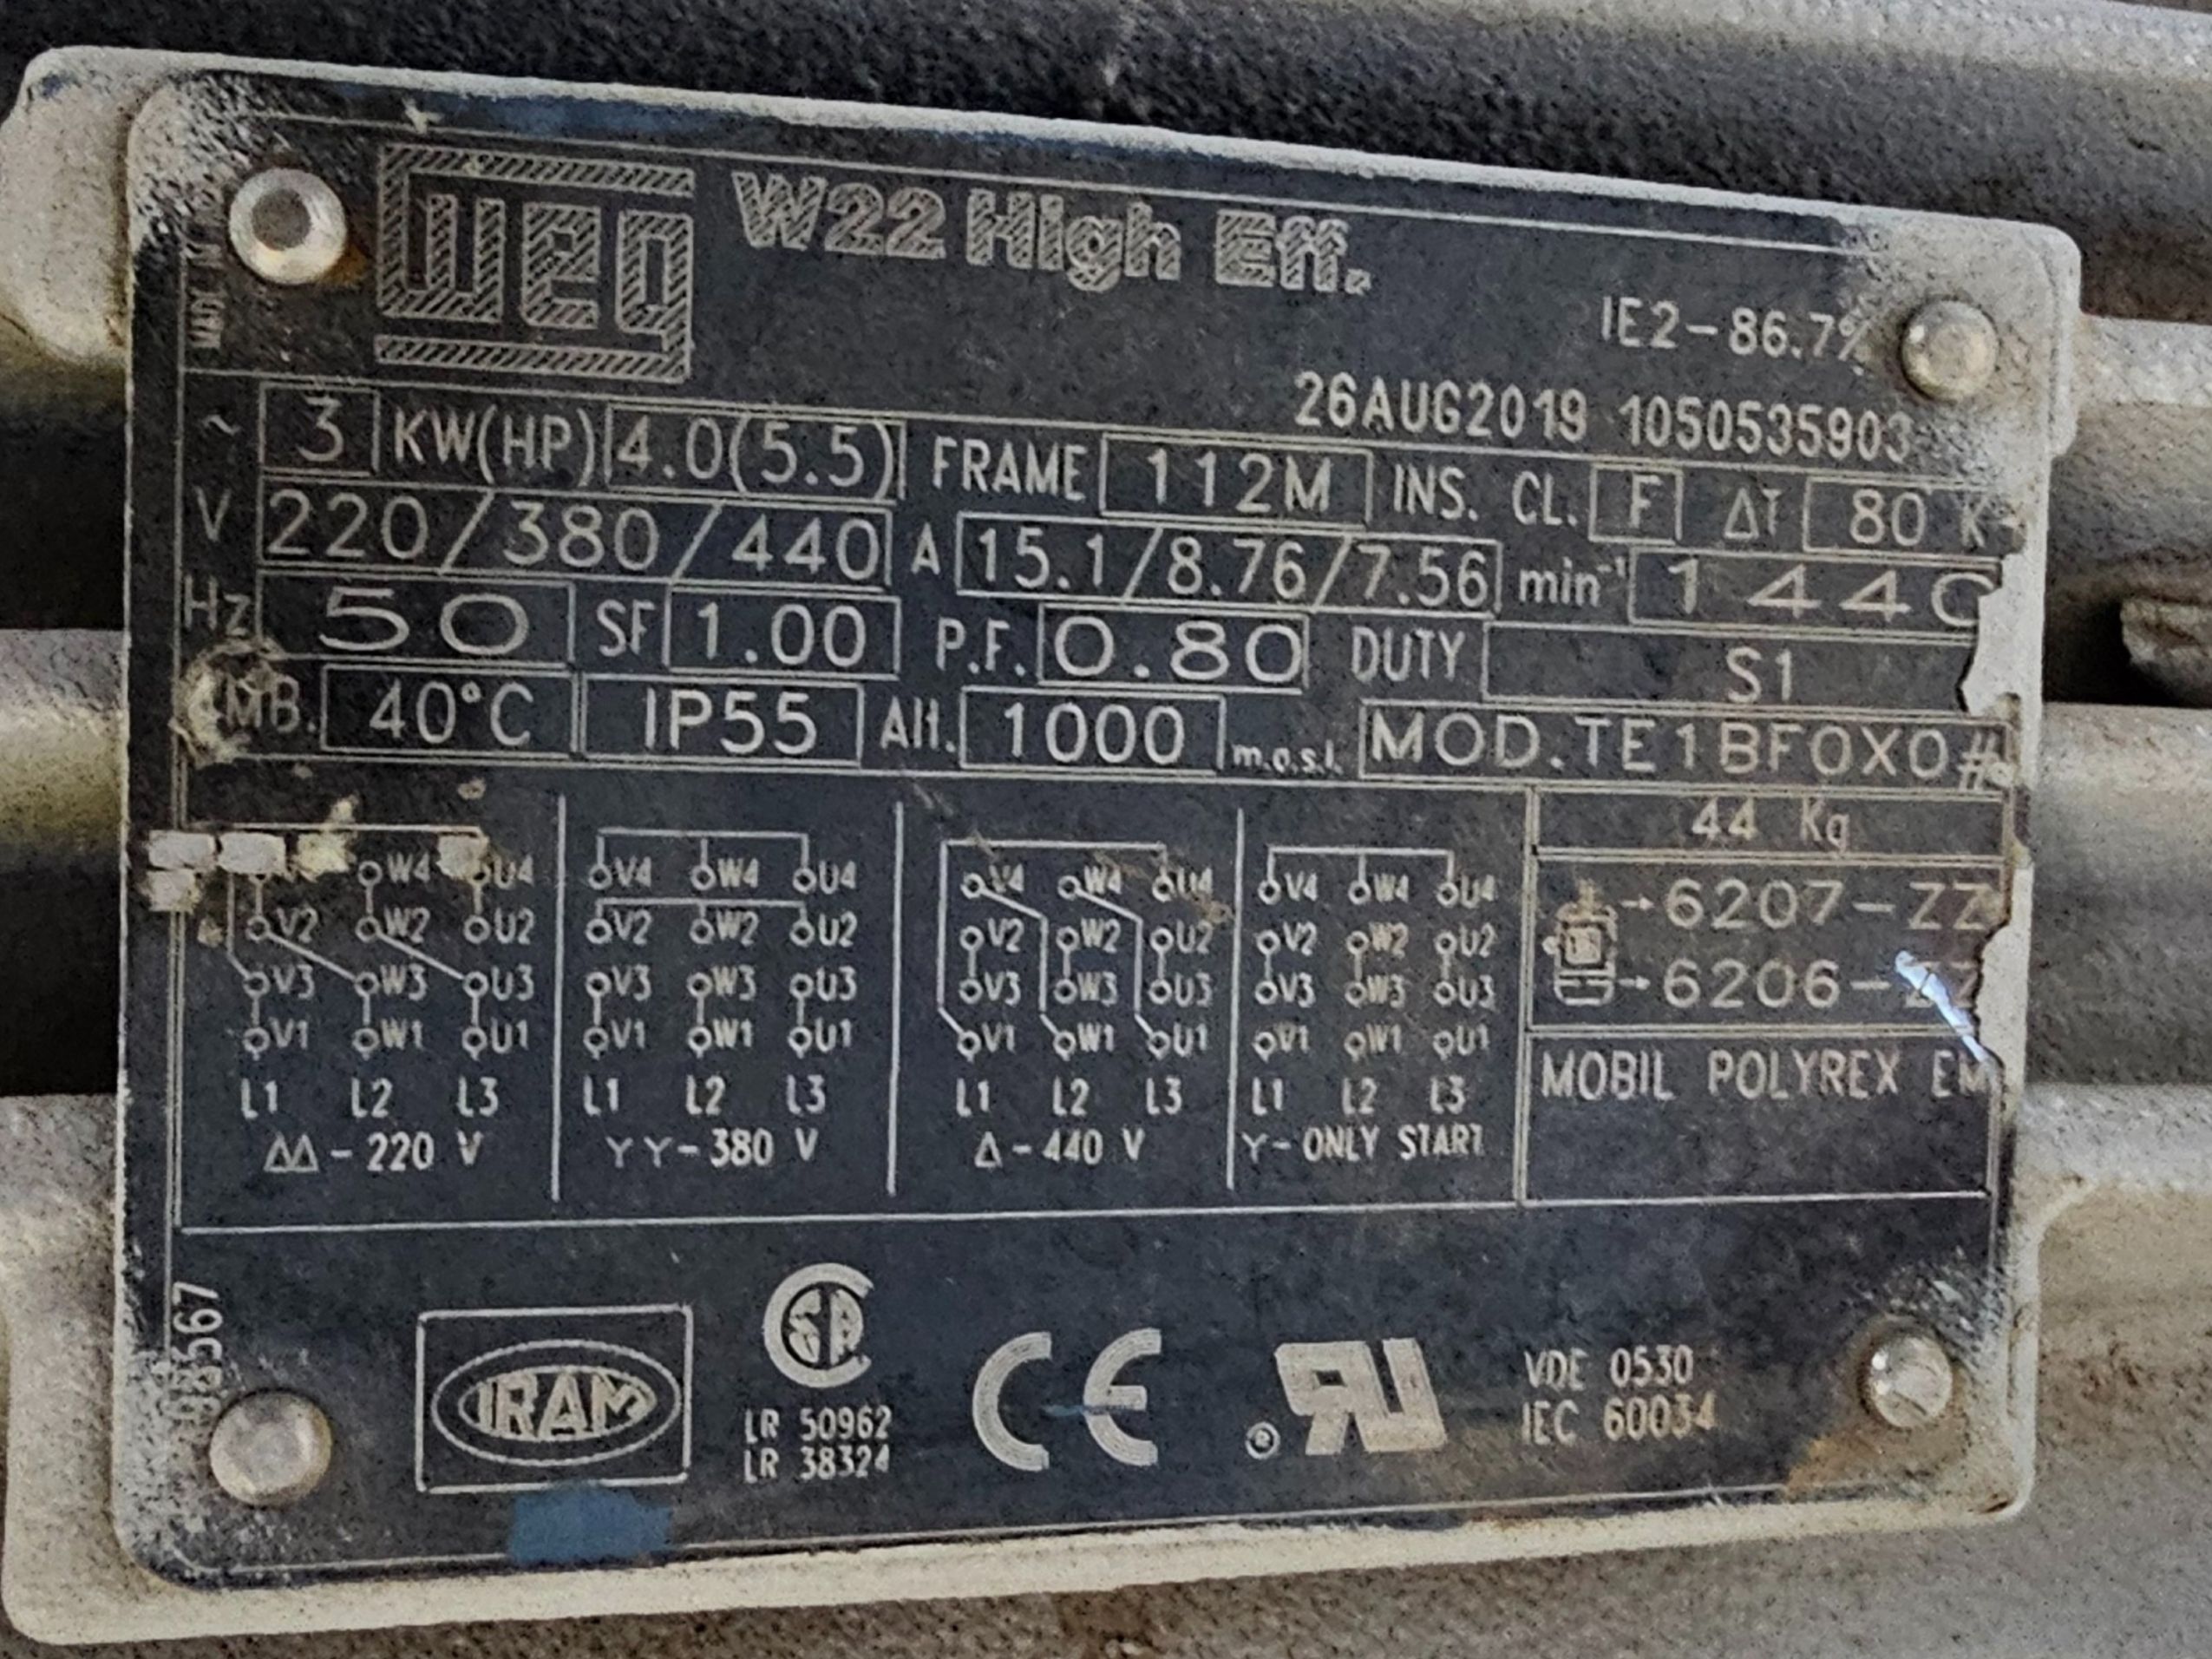 weg W22 High Eff.
IE2-86.7%
26AUG2019 1050535903
~ 3 KW(HP) 4.0(5.5) FRAME 112M INS. CL. F ΔT 80 K
V 220/380/440 A 15.1/8.76/7.56 min⁻¹ 1440
Hz 50 SF 1.00 P.F. 0.80 DUTY S1
MB. 40°C IP55 Alt. 1000 m.a.s.l. MOD.TE1BF0X0#
44 Kg
W4 U4 V4 W4 U4 V4 W4 U4 V4 W4 U4
V2 W2 U2 V2 W2 U2 V2 W2 U2 V2 W2 U2
V3 W3 U3 V3 W3 U3 V3 W3 U3 V3 W3 U3
V1 W1 U1 V1 W1 U1 V1 W1 U1 V1 W1 U1
L1 L2 L3 L1 L2 L3 L1 L2 L3 L1 L2 L3
ΔΔ-220 V YY-380 V Δ-440 V Y-ONLY START
6207-ZZ
6206-ZZ
MOBIL POLYREX EM
IRAM
LR 50962
LR 38324
CE
VDE 0530
IEC 60034